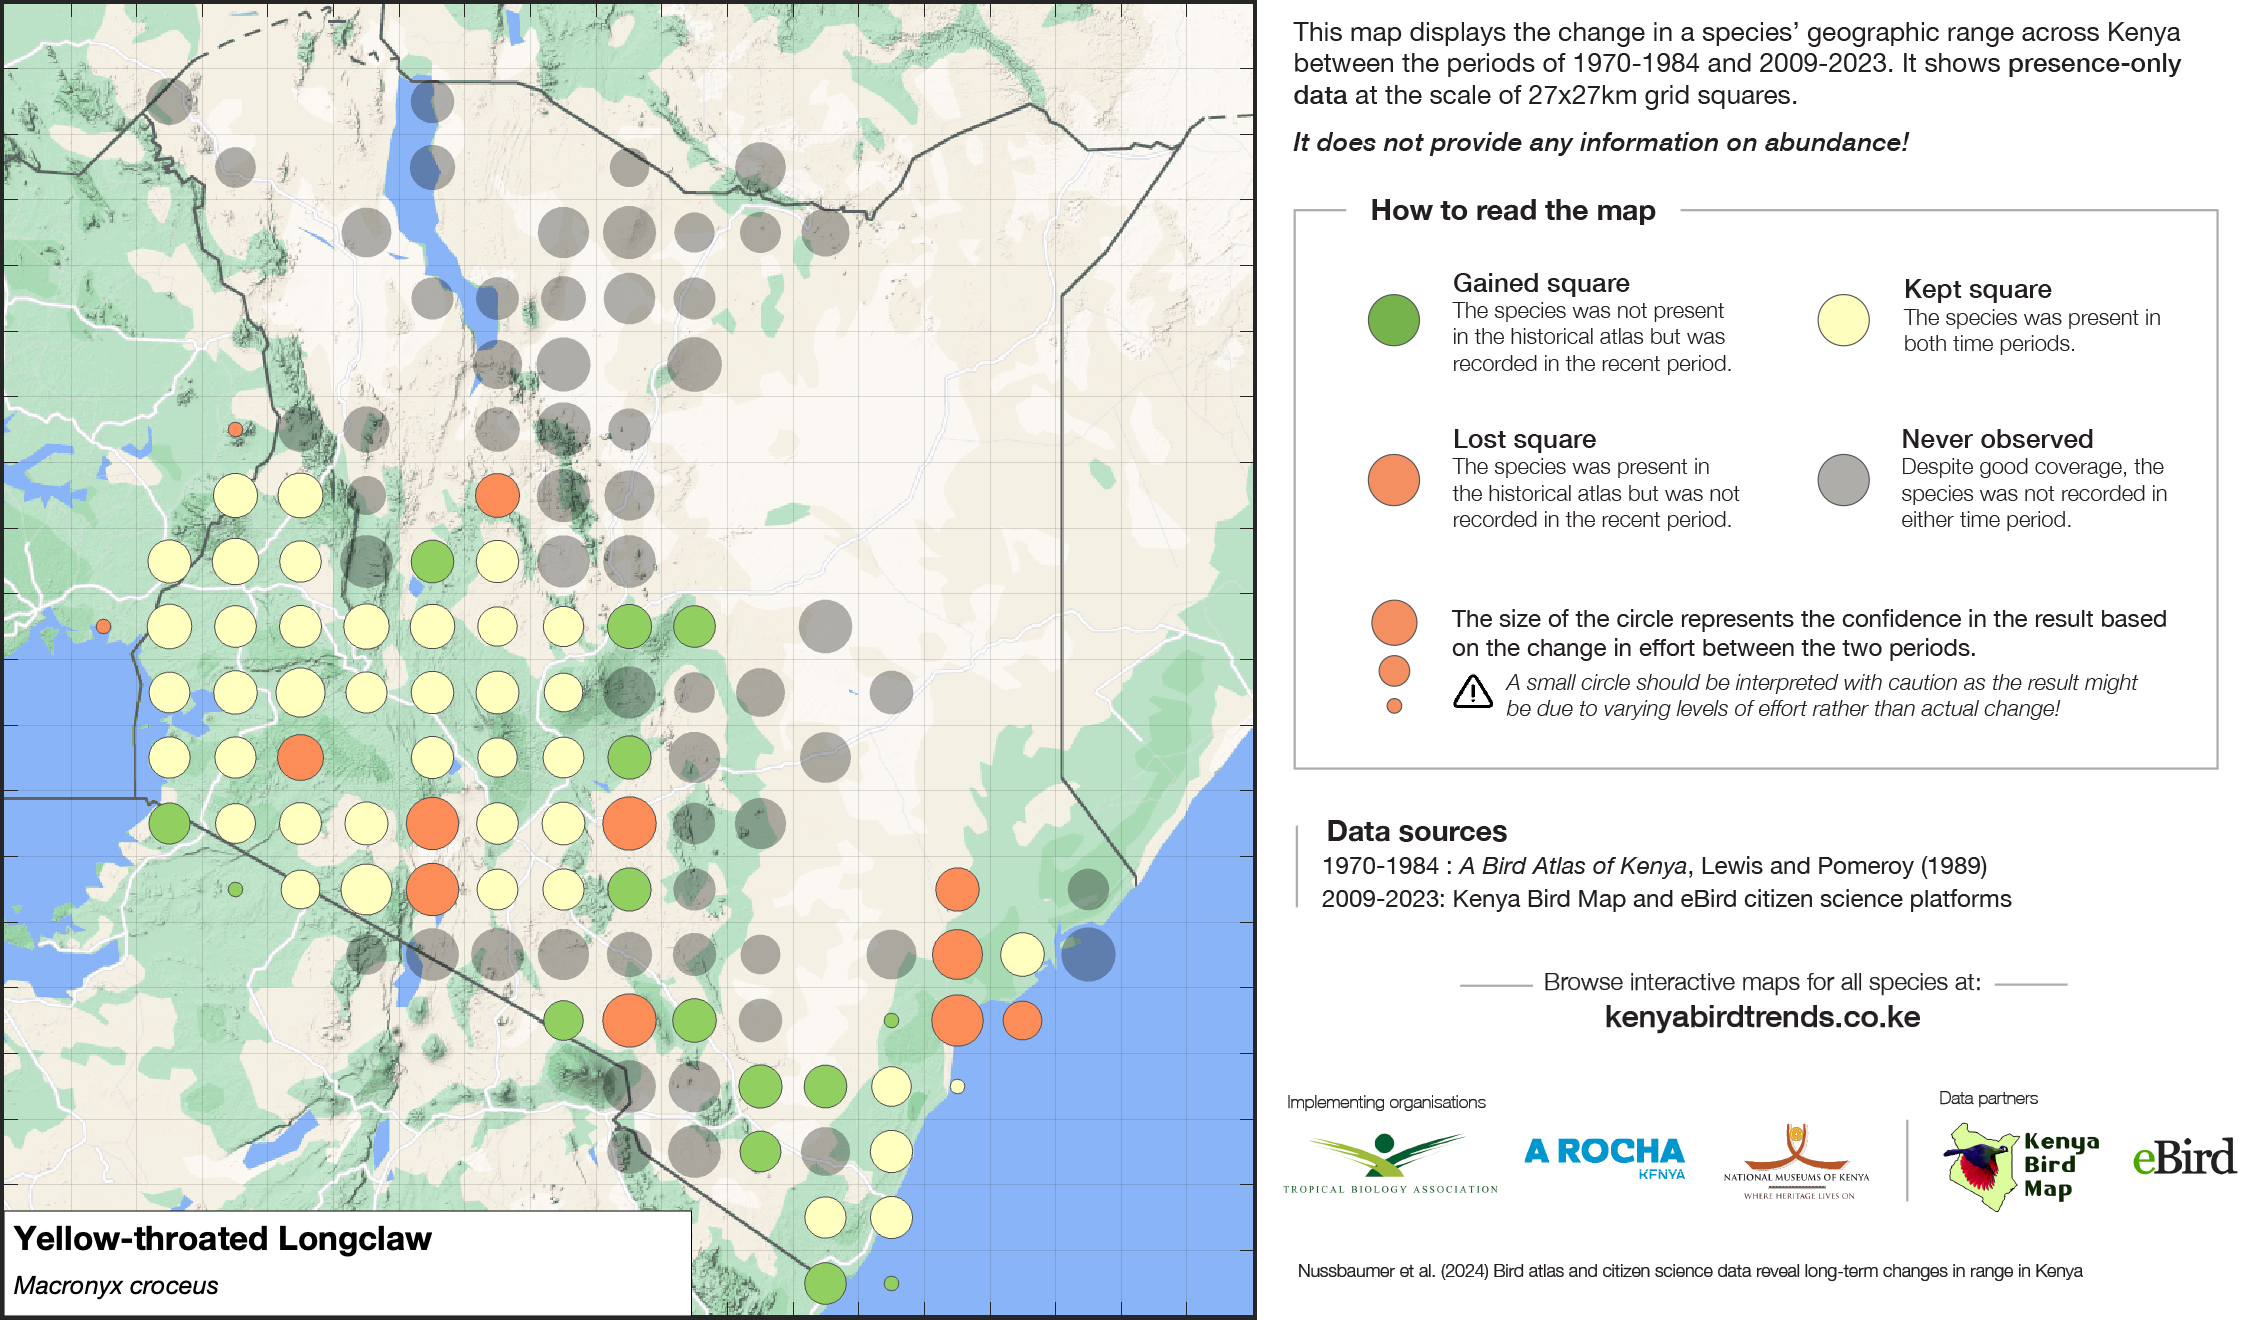 This map displays the change in a species’ geographic range across Kenya
between the periods of 1970-1984 and 2009-2023. It shows presence-only
data at the scale of 27x27km grid squares.
It does not provide any information on abundance!
How to read the map
Gained square
The species was not present
in the historical atlas but was
recorded in the recent period.
Kept square
The species was present in
both time periods.
Lost square
The species was present in
the historical atlas but was not
recorded in the recent period.
Never observed
Despite good coverage, the
species was not recorded in
either time period.
The size of the circle represents the confidence in the result based
on the change in effort between the two periods.
A small circle should be interpreted with caution as the result might
be due to varying levels of effort rather than actual change!
Data sources
1970-1984 : A Bird Atlas of Kenya, Lewis and Pomeroy (1989)
2009-2023: Kenya Bird Map and eBird citizen science platforms
Browse interactive maps for all species at:
kenyabirdtrends.co.ke
Implementing organisations
Data partners
TROPICAL BIOLOGY ASSOCIATION
A ROCHA
KENYA
NATIONAL MUSEUMS OF KENYA
WHERE HERITAGE LIVES ON
Kenya
Bird
Map
eBird
Yellow-throated Longclaw
Macronyx croceus
Nussbaumer et al. (2024) Bird atlas and citizen science data reveal long-term changes in range in Kenya